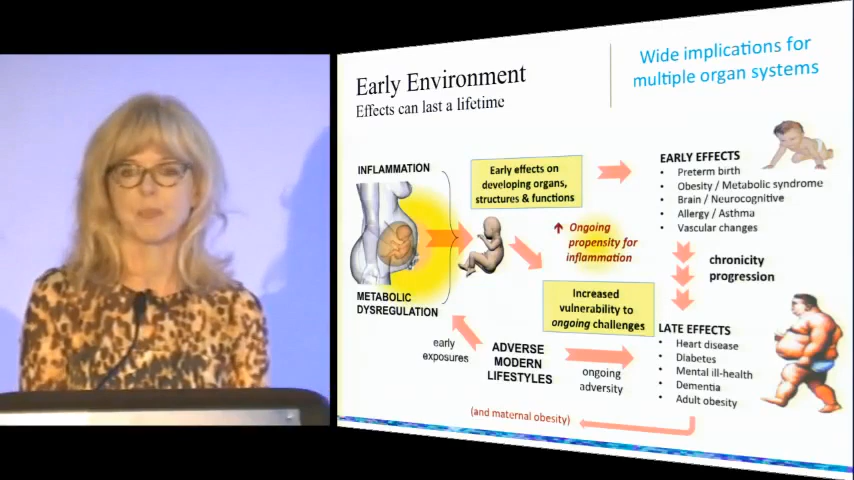 Early Environment
Effects can last a lifetime
Wide implications for
multiple organ systems
INFLAMMATION
METABOLIC
DYSREGULATION
Early effects on
developing organs,
structures & functions
Ongoing
propensity for
inflammation
Increased
vulnerability to
ongoing challenges
early
exposures
ADVERSE
MODERN
LIFESTYLES
ongoing
adversity
(and maternal obesity)
EARLY EFFECTS
• Preterm birth
• Obesity / Metabolic syndrome
• Brain / Neurocognitive
• Allergy / Asthma
• Vascular changes
chronicity
progression
LATE EFFECTS
• Heart disease
• Diabetes
• Mental ill-health
• Dementia
• Adult obesity